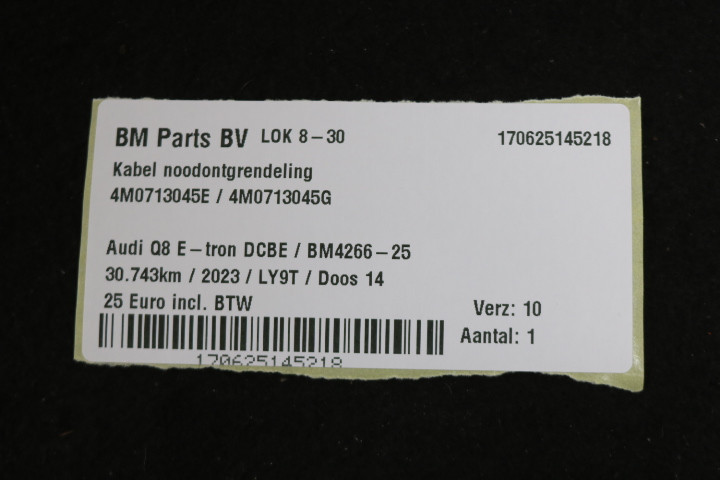 BM Parts BV LOK 8-30 170625145218
Kabel noodontgrendeling
4M0713045E / 4M0713045G
Audi Q8 E-tron DCBE / BM4266-25
30.743km / 2023 / LY9T / Doos 14
25 Euro incl. BTW
Verz: 10
Aantal: 1
170625145218